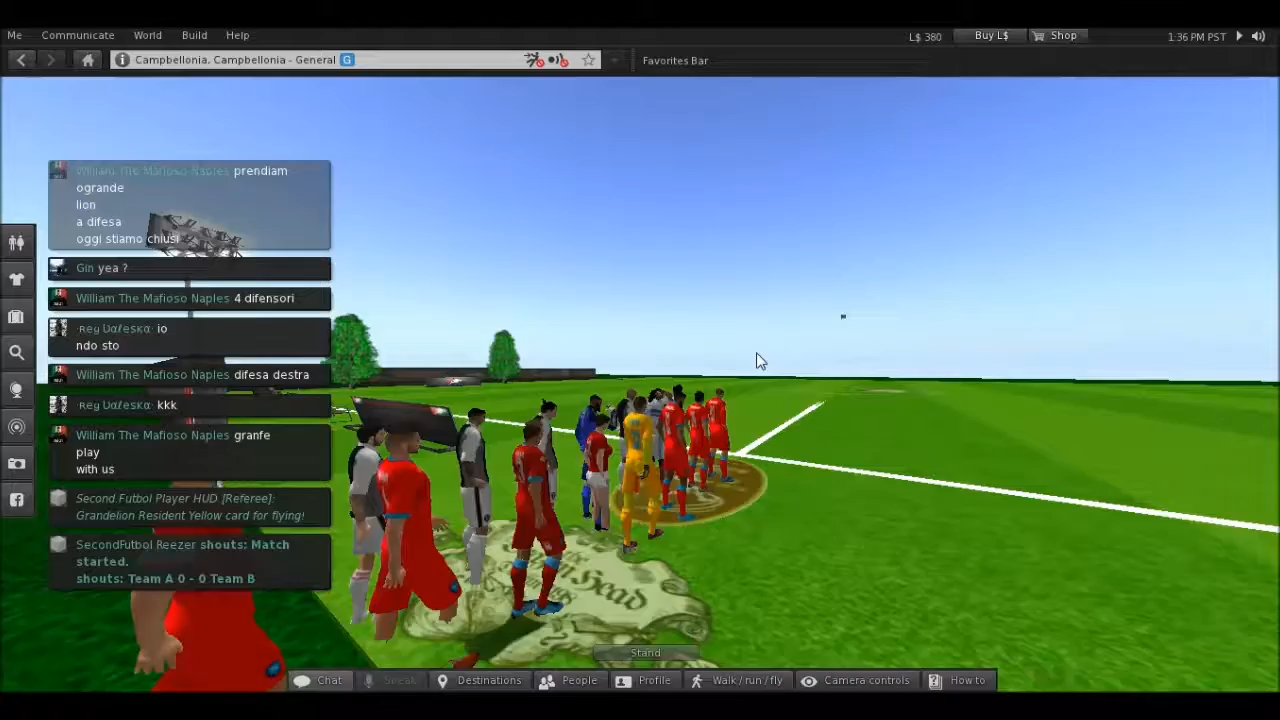 Me Communicate World Build Help L$ 380 Buy L$ Shop 1:36 PM PST
Campbellonia, Campbellonia - General G Favorites Bar
William The Mafioso Naples prendiam
ogrande
lion
a difesa
oggi stiamo chiusi
Gin yea ?
William The Mafioso Naples 4 difensori
io
ndo sto
William The Mafioso Naples difesa destra
kkk
William The Mafioso Naples granfe
play
with us
Second Futbol Player HUD [Referee]:
Grandelion Resident Yellow card for flying!
SecondFutbol Reezer shouts: Match
started.
shouts: Team A 0 - 0 Team B
Head
Stand
Chat Speak Destinations People Profile Walk / run / fly Camera controls How to